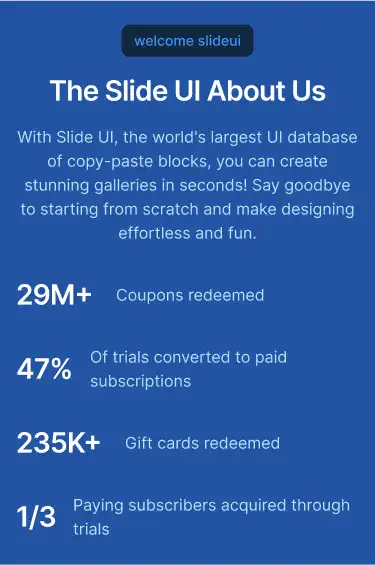 welcome slideui
The Slide UI About Us
With Slide UI, the world's largest UI database
of copy-paste blocks, you can create
stunning galleries in seconds! Say goodbye
to starting from scratch and make designing
effortless and fun.
29M+ Coupons redeemed
47% Of trials converted to paid
subscriptions
235K+ Gift cards redeemed
1/3 Paying subscribers acquired through
trials